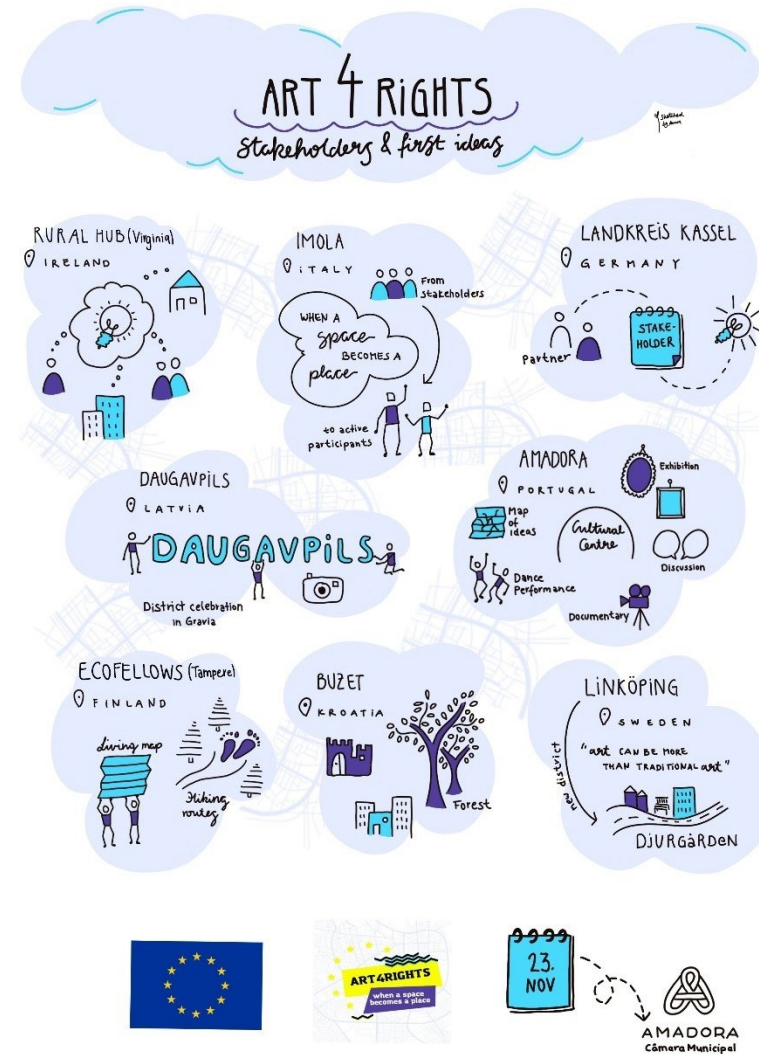 ART 4 RiGHTS
Stakeholders & first ideas
Sketched
by Anna
RURAL HUB (Virginia)
IRELAND
IMOLA
iTALY
From
stakeholders
WHEN A
space
BECOMES A
place
to active
participants
LANDKREiS KASSEL
GERMANY
Partner
STAKE-
HOLDER
DAUGAVPILS
LATViA
DAUGAVPiLS
District celebration
in Gravia
AMADORA
PORTUGAL
Exhibition
Map
of
ideas
Cultural
Centre
Discussion
Dance
Performance
Documentary
ECOFELLOWS (Tampere)
FINLAND
Living map
Hiking
routes
BUZET
KROATIA
Forest
LiNKÖPING
SWEDEN
"art CAN BE MORE
THAN TRADITIONAL art"
new district
DJURGÅRDEN
ART4RIGHTS
when a space
becomes a place
23.
NOV
AMADORA
Câmara Municipal